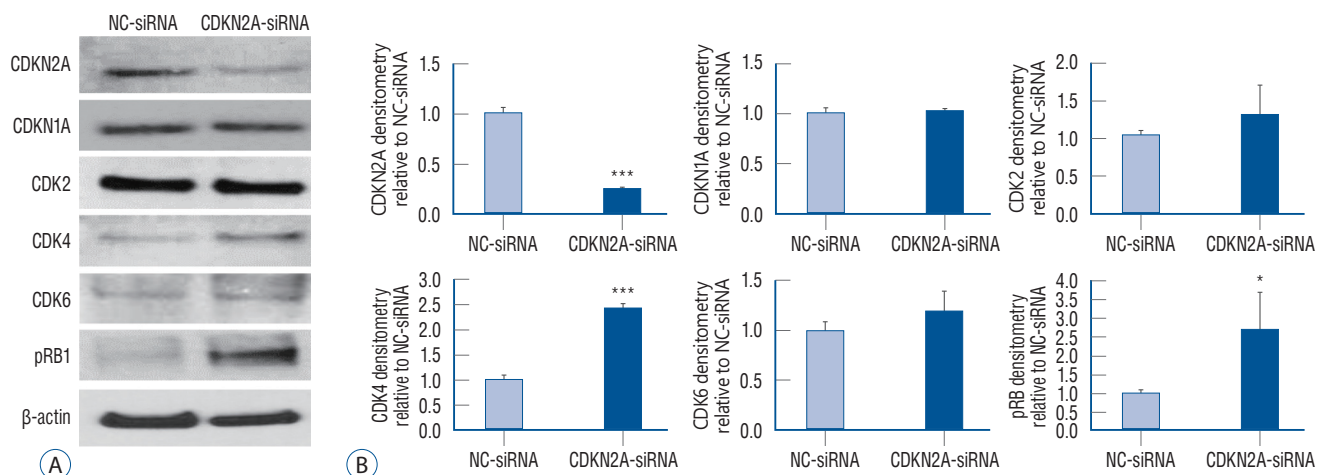 NC-siRNA CDKN2A-siRNA
CDKN2A
CDKN1A
CDK2
CDK4
CDK6
pRB1
β-actin
A
CDKN2A densitometry
relative to NC-siRNA
1.5
1.0
0.5
0.0
***
NC-siRNA CDKN2A-siRNA
CDKN1A densitometry
relative to NC-siRNA
1.5
1.0
0.5
0.0
NC-siRNA CDKN2A-siRNA
CDK2 densitometry
relative to NC-siRNA
2.0
1.5
1.0
0.5
0.0
NC-siRNA CDKN2A-siRNA
CDK4 densitometry
relative to NC-siRNA
3.0
2.5
2.0
1.5
1.0
0.5
0.0
***
NC-siRNA CDKN2A-siRNA
CDK6 densitometry
relative to NC-siRNA
1.5
1.0
0.5
0.0
NC-siRNA CDKN2A-siRNA
pRB densitometry
relative to NC-siRNA
4.0
3.5
3.0
2.5
2.0
1.5
1.0
0.5
0.0
*
NC-siRNA CDKN2A-siRNA
B